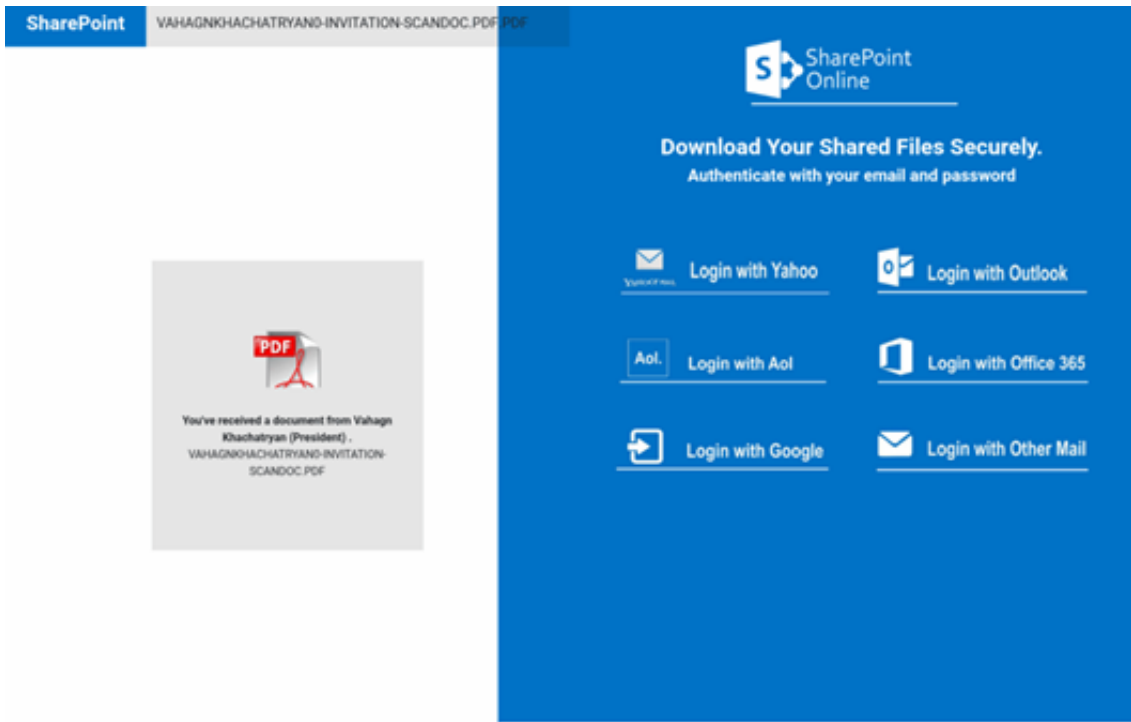 SharePoint
VAHAGNKHACHATRYAN0-INVITATION-SCANDOC.PDF.PDF
S
SharePoint
Online
Download Your Shared Files Securely.
Authenticate with your email and password
Login with Yahoo
Login with Outlook
Aol.
Login with Aol
Login with Office 365
Login with Google
Login with Other Mail
PDF
You've received a document from Vahagn
Khachatryan (President) .
VAHAGNKHACHATRYAN0-INVITATION-
SCANDOC.PDF